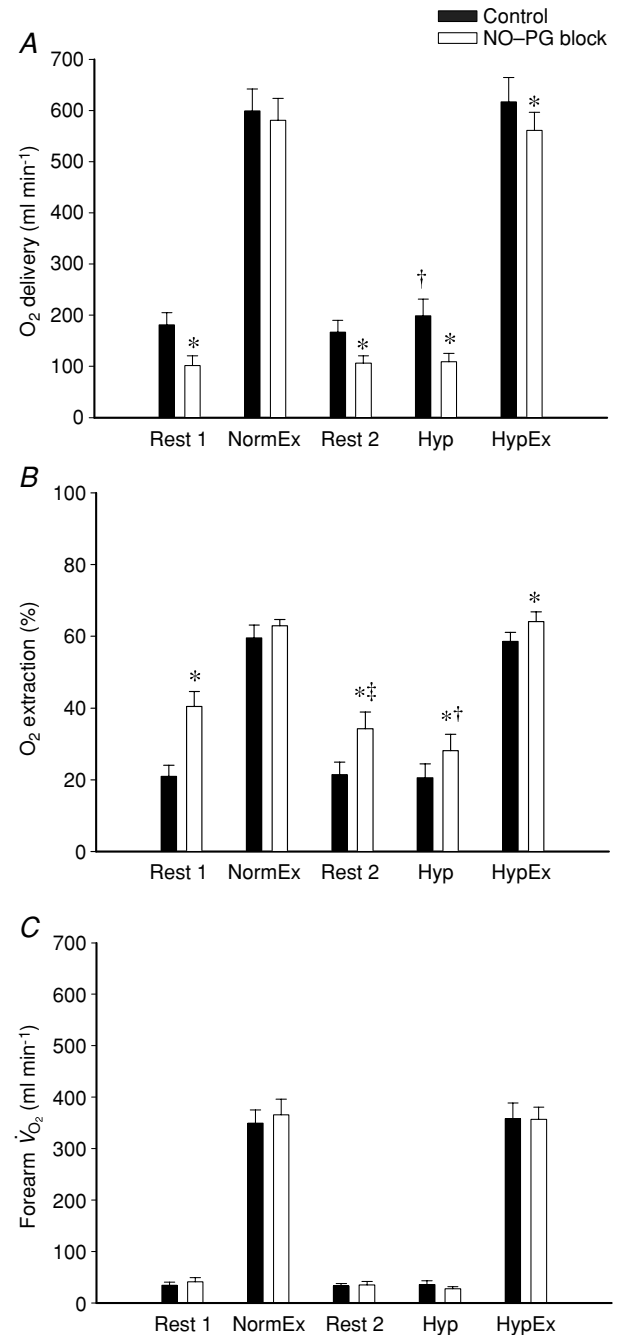 Control
NO–PG block
A
O₂ delivery (ml min⁻¹)
700
600
500
400
300
200
100
0
*
*
†
*
*
Rest 1 NormEx Rest 2 Hyp HypEx
B
O₂ extraction (%)
100
80
60
40
20
0
*
*‡
*†
*
Rest 1 NormEx Rest 2 Hyp HypEx
C
Forearm V̇O₂ (ml min⁻¹)
700
600
500
400
300
200
100
0
Rest 1 NormEx Rest 2 Hyp HypEx